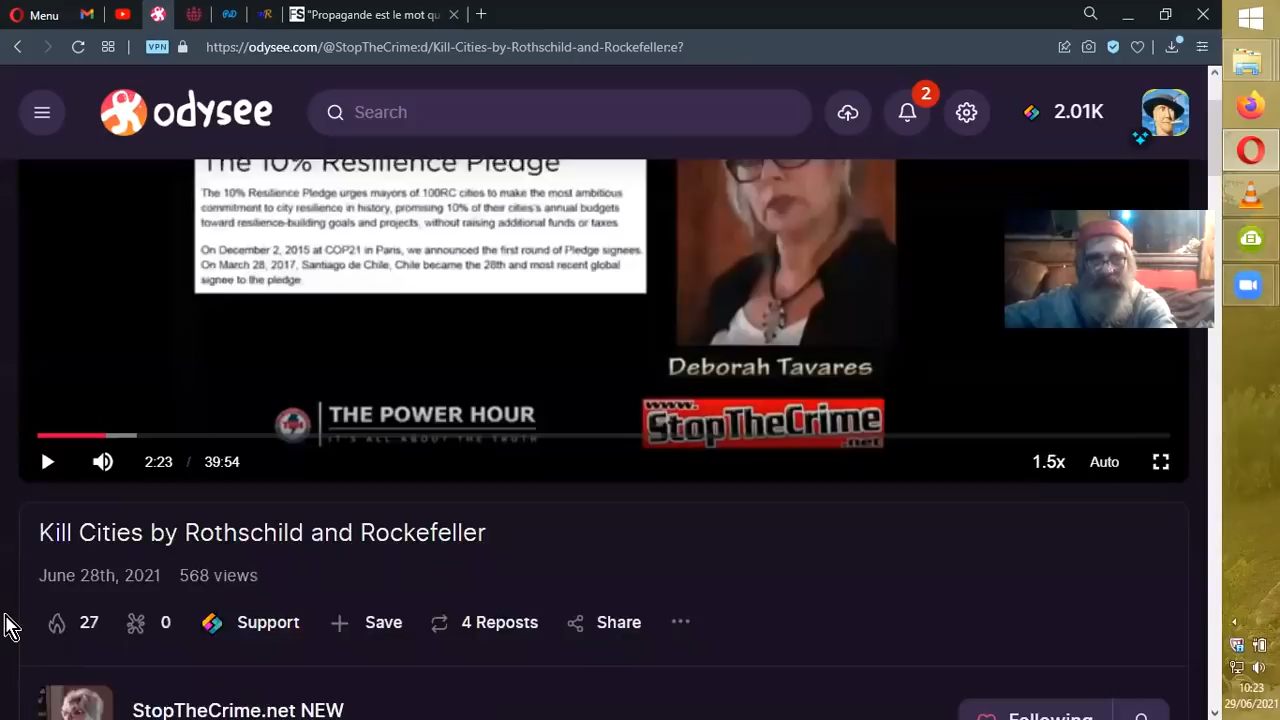 Menu
"Propagande est le mot qu
VPN
https://odysee.com/@StopTheCrime:d/Kill-Cities-by-Rothschild-and-Rockefeller:e?
odysee
Search
2
2.01K
The 10% Resilience Pledge
The 10% Resilience Pledge urges mayors of 100RC cities to make the most ambitious
commitment to city resilience in history, promising 10% of their cities's annual budgets
toward resilience-building goals and projects, without raising additional funds or taxes
On December 2, 2015 at COP21 in Paris, we announced the first round of Pledge signees.
On March 28, 2017, Santiago de Chile, Chile became the 28th and most recent global
signee to the pledge
Deborah Tavares
THE POWER HOUR
IT'S ALL ABOUT THE TRUTH
www.
StopTheCrime
.net
2:23 / 39:54
1.5x
Auto
Kill Cities by Rothschild and Rockefeller
June 28th, 2021 568 views
27
0
Support
Save
4 Reposts
Share
StopTheCrime.net NEW
Following
10:23
29/06/2021